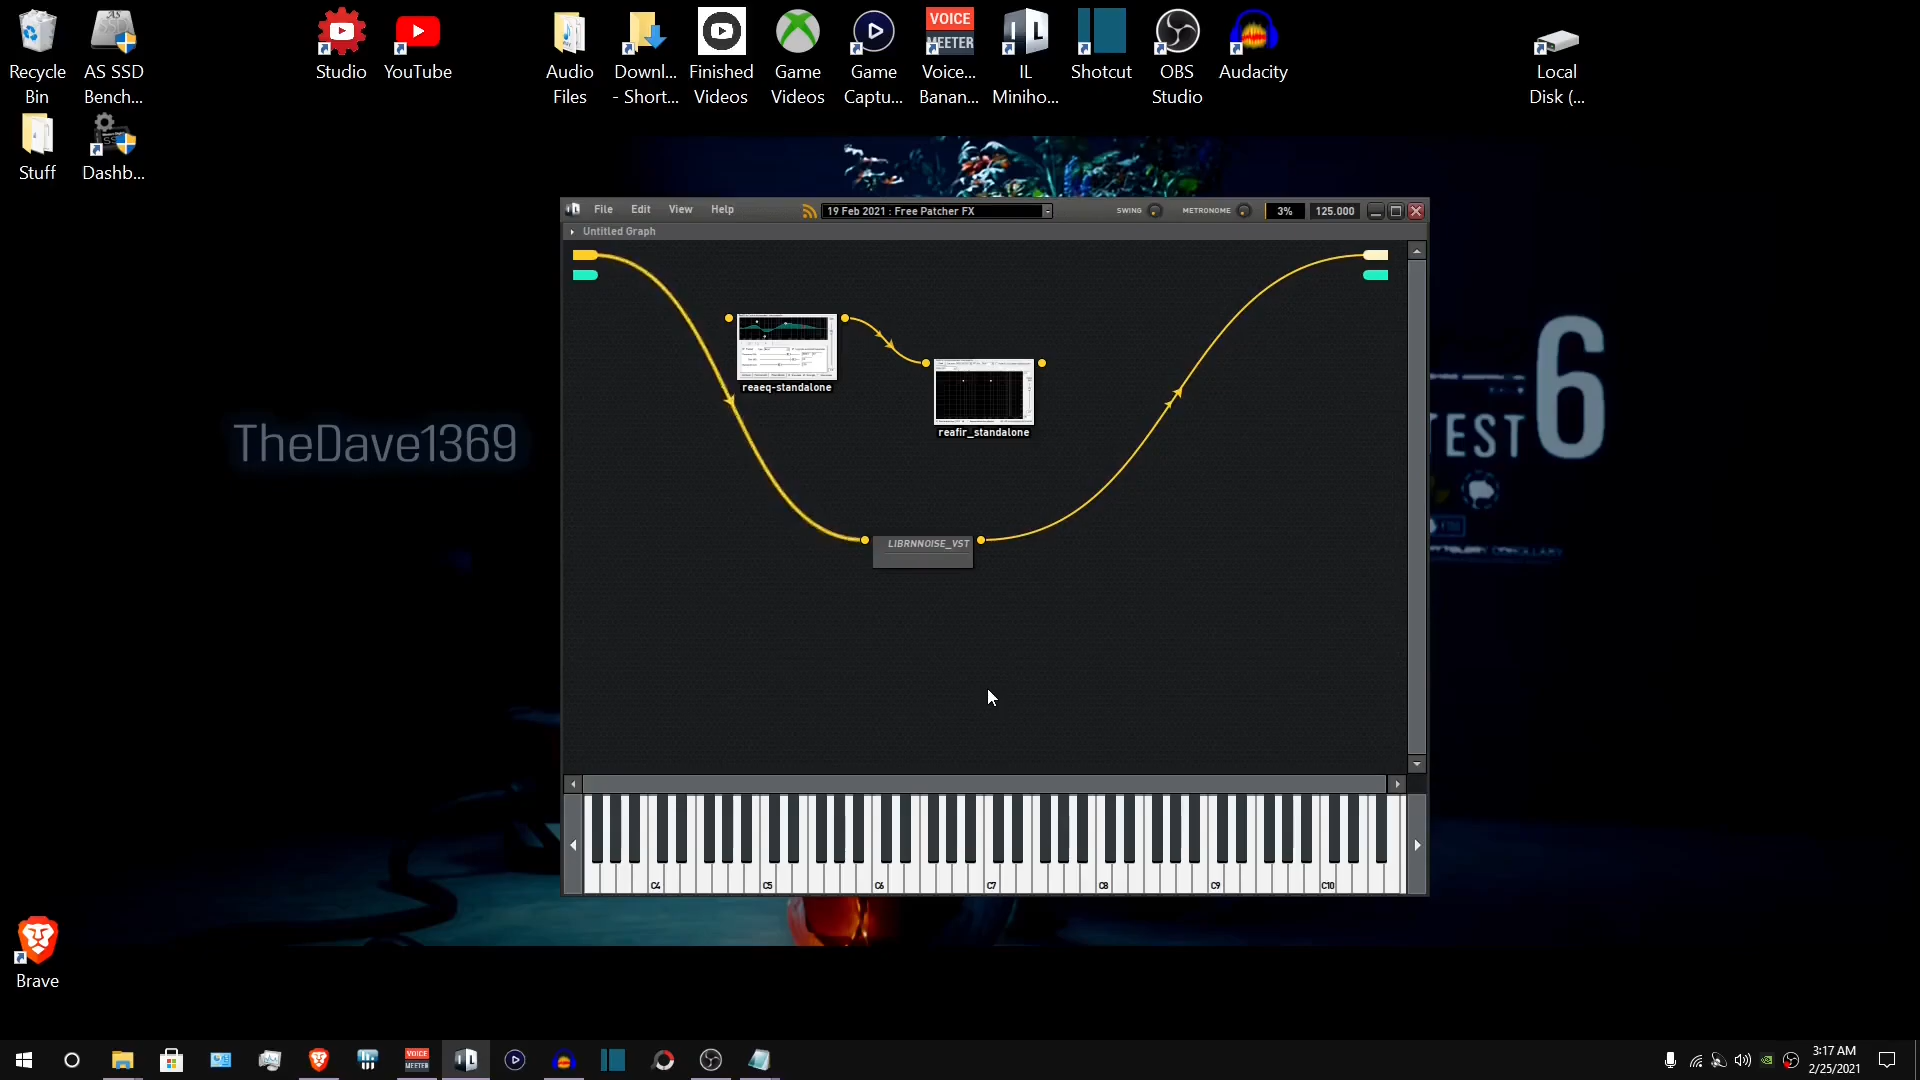 Recycle
Bin
AS SSD
Bench...
Studio
YouTube
Audio
Files
Downl...
- Short...
Finished
Videos
Game
Videos
Game
Captu...
VOICE
MEETER
Voice...
Banan...
IL
Miniho...
Shotcut
OBS
Studio
Audacity
Local
Disk (...
Stuff
Dashb...
File Edit View Help
19 Feb 2021 : Free Patcher FX
SWING
METRONOME
3%
125.000
Untitled Graph
reaeq-standalone
reafir_standalone
LIBRNNOISE_VST
TheDave1369
TEST
6
C4 C5 C6 C7 C8 C9 C10
Brave
VOICE
MEETER
3:17 AM
2/25/2021